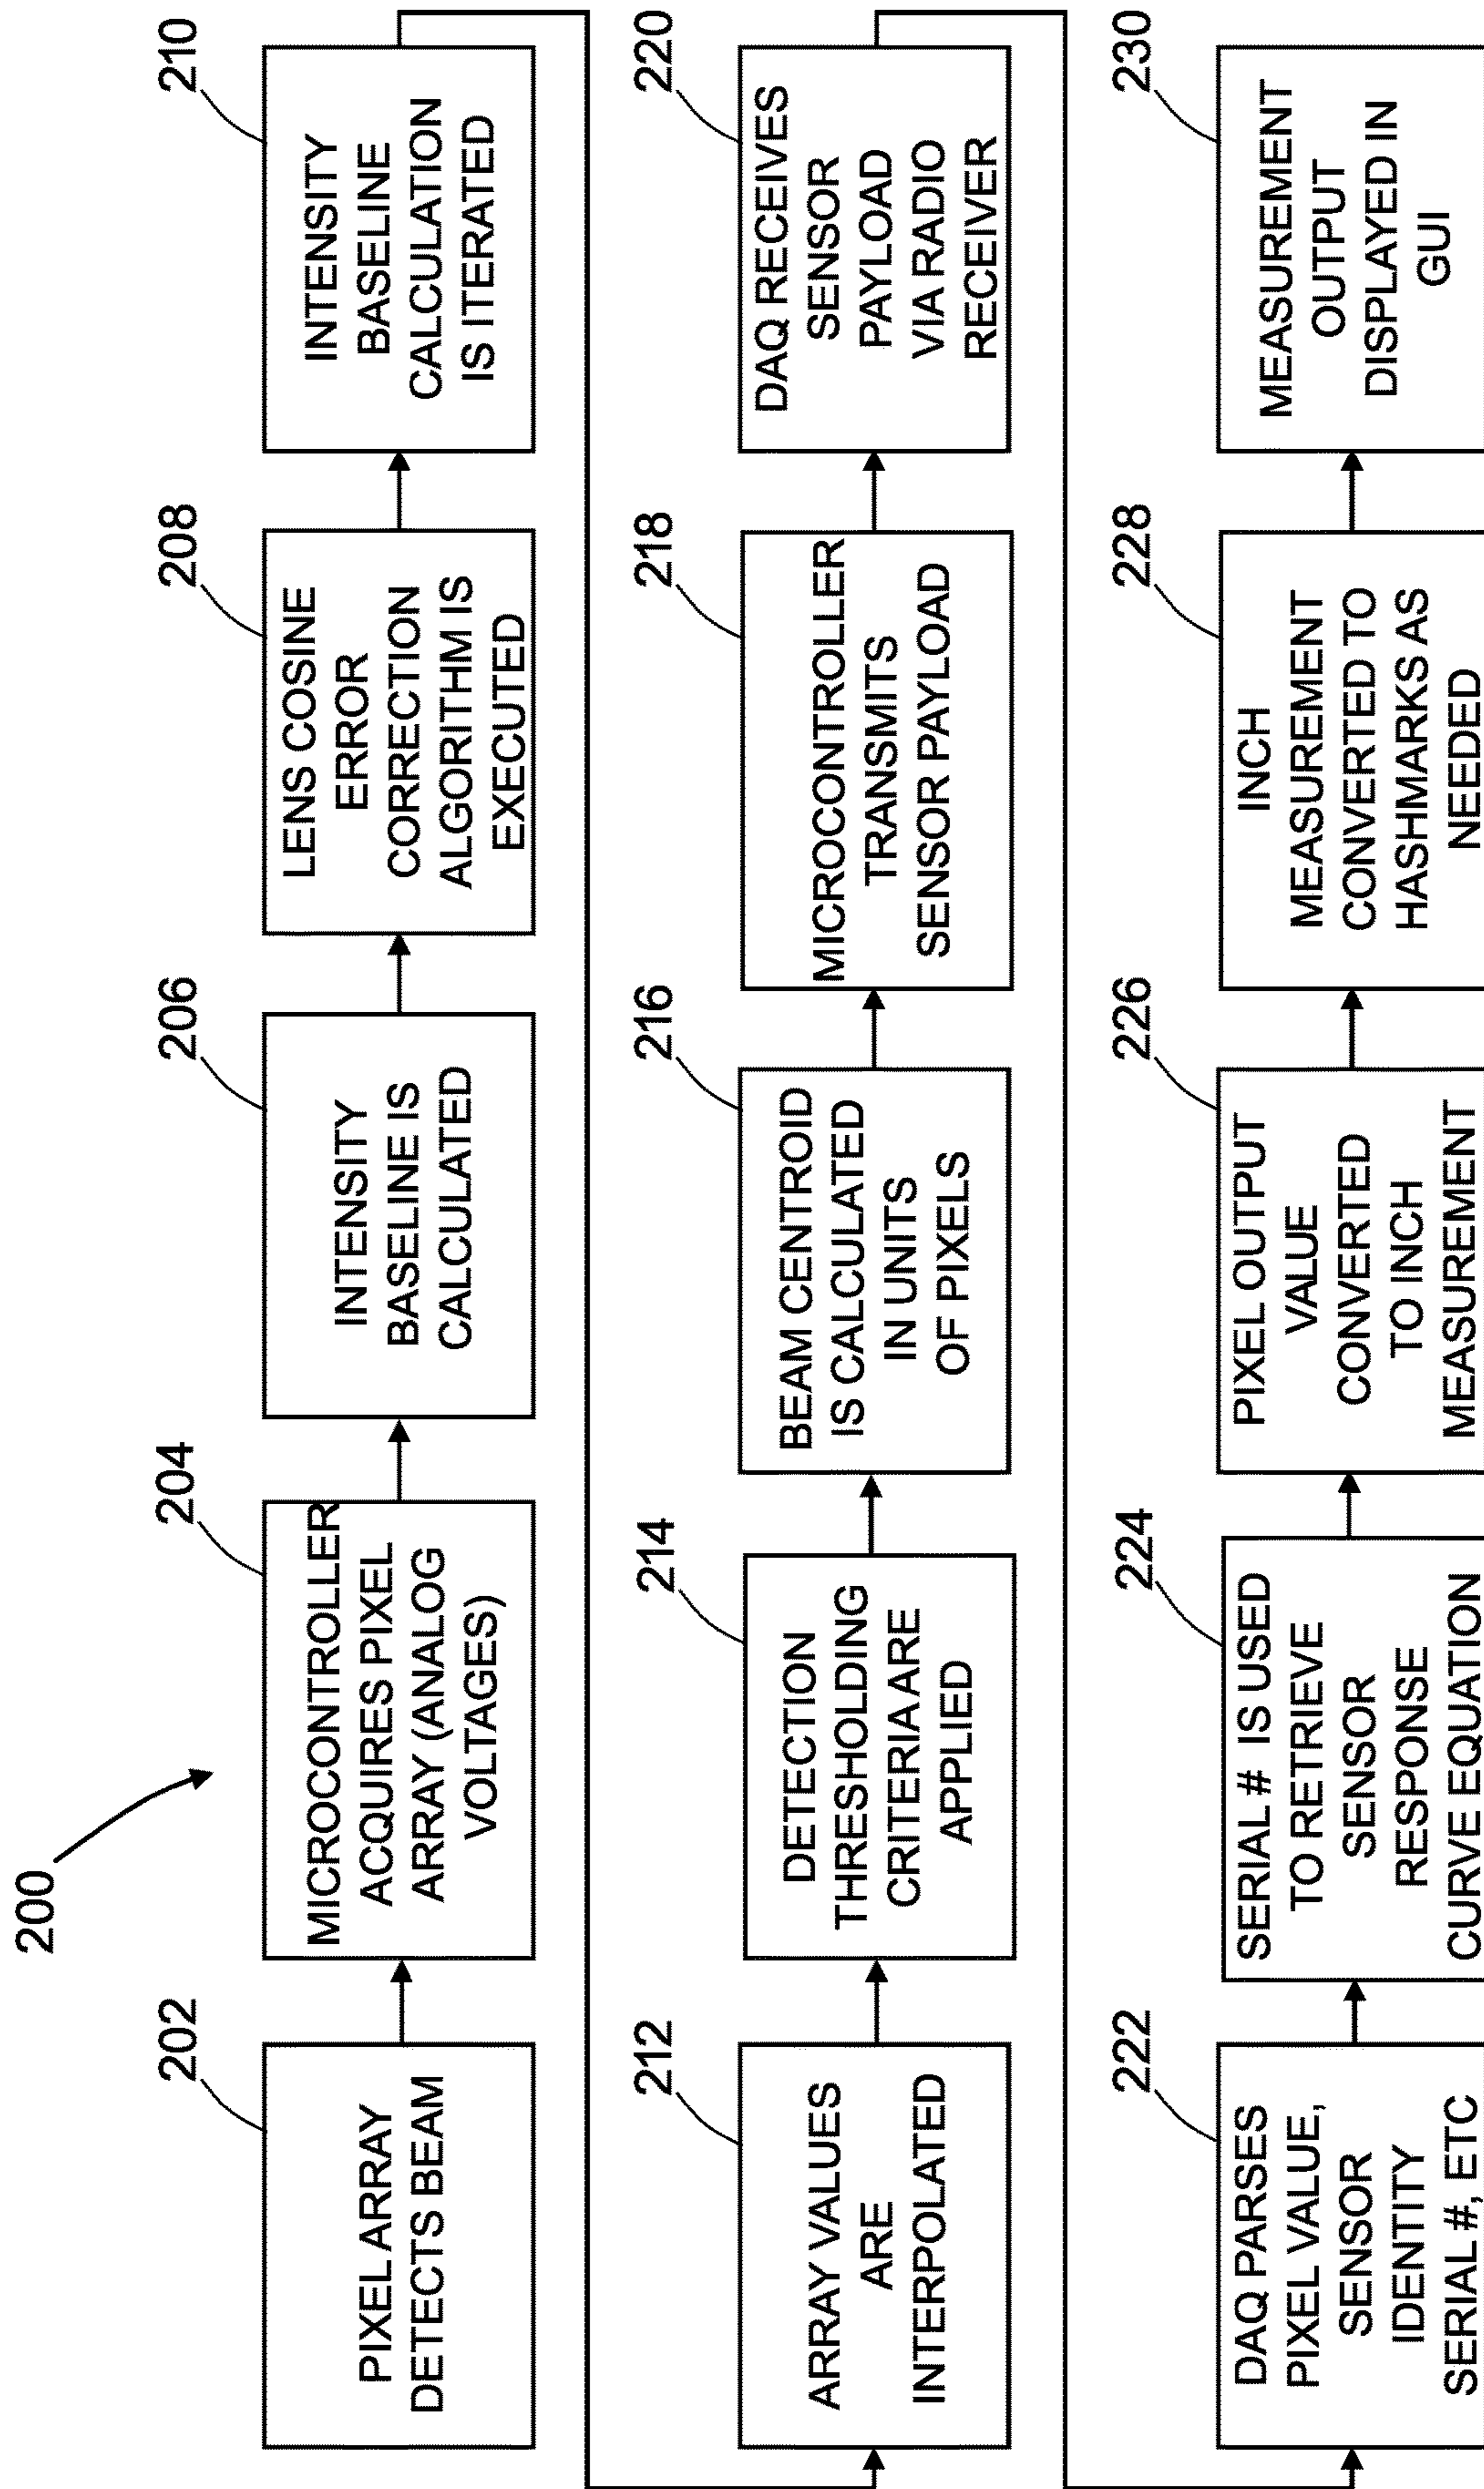 200
202
PIXEL ARRAY
DETECTS BEAM
204
MICROCONTROLLER
ACQUIRES PIXEL
ARRAY (ANALOG
VOLTAGES)
206
INTENSITY
BASELINE IS
CALCULATED
208
LENS COSINE
ERROR
CORRECTION
ALGORITHM IS
EXECUTED
210
INTENSITY
BASELINE
CALCULATION
IS ITERATED
212
ARRAY VALUES
ARE
INTERPOLATED
214
DETECTION
THRESHOLDING
CRITERIA ARE
APPLIED
216
BEAM CENTROID
IS CALCULATED
IN UNITS
OF PIXELS
218
MICROCONTROLLER
TRANSMITS
SENSOR PAYLOAD
220
DAQ RECEIVES
SENSOR
PAYLOAD
VIA RADIO
RECEIVER
222
DAQ PARSES
PIXEL VALUE,
SENSOR
IDENTITY
SERIAL #, ETC
224
SERIAL # IS USED
TO RETRIEVE
SENSOR
RESPONSE
CURVE EQUATION
226
PIXEL OUTPUT
VALUE
CONVERTED
TO INCH
MEASUREMENT
228
INCH
MEASUREMENT
CONVERTED TO
HASHMARKS AS
NEEDED
230
MEASUREMENT
OUTPUT
DISPLAYED IN
GUI